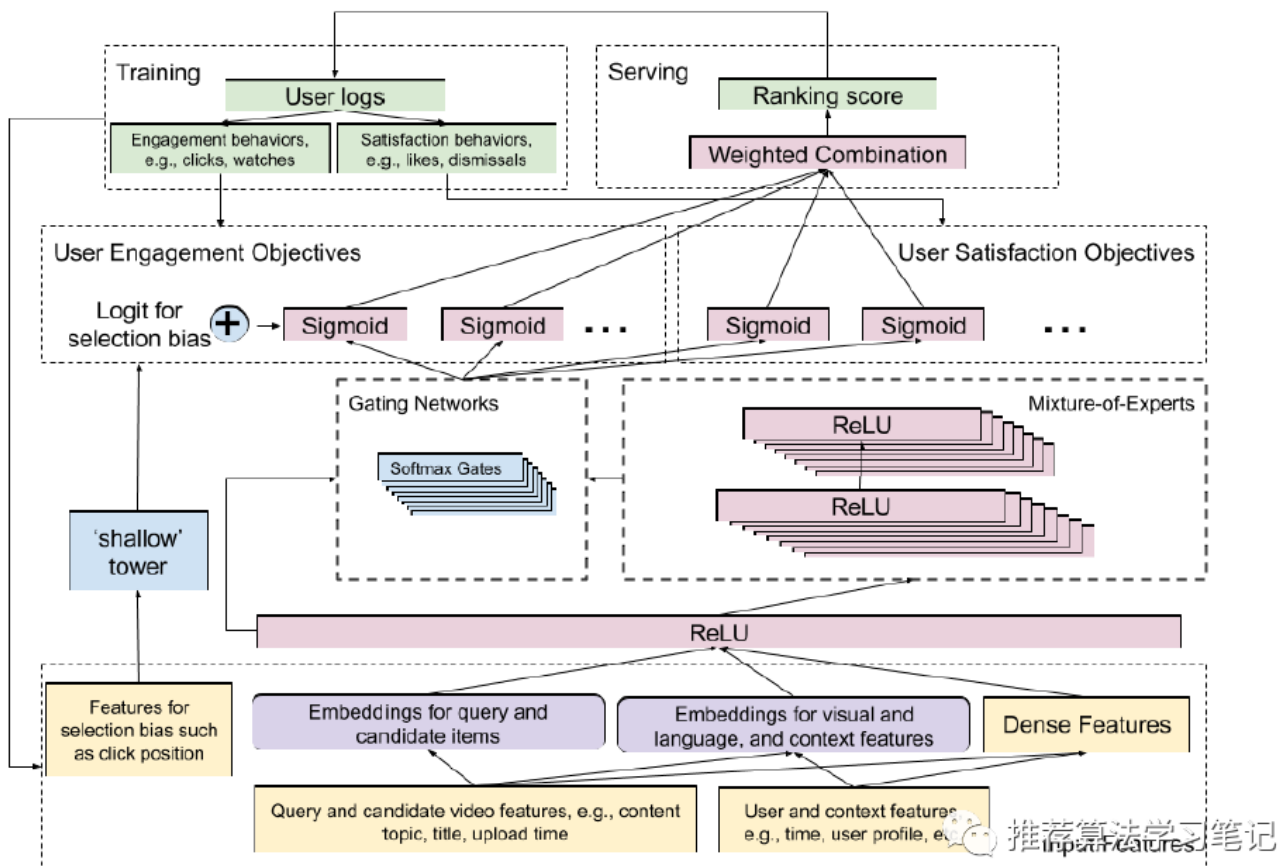 Training
User logs
Engagement behaviors,
e.g., clicks, watches
Satisfaction behaviors,
e.g., likes, dismissals
Serving
Ranking score
Weighted Combination
User Engagement Objectives
Logit for
selection bias
+
Sigmoid
Sigmoid
...
User Satisfaction Objectives
Sigmoid
Sigmoid
...
Gating Networks
Softmax Gates
Mixture-of-Experts
ReLU
ReLU
'shallow'
tower
ReLU
Features for
selection bias such
as click position
Embeddings for query and
candidate items
Embeddings for visual and
language, and context features
Dense Features
Query and candidate video features, e.g., content
topic, title, upload time
User and context features
e.g., time, user profile,
Input Features
推荐算法学习笔记